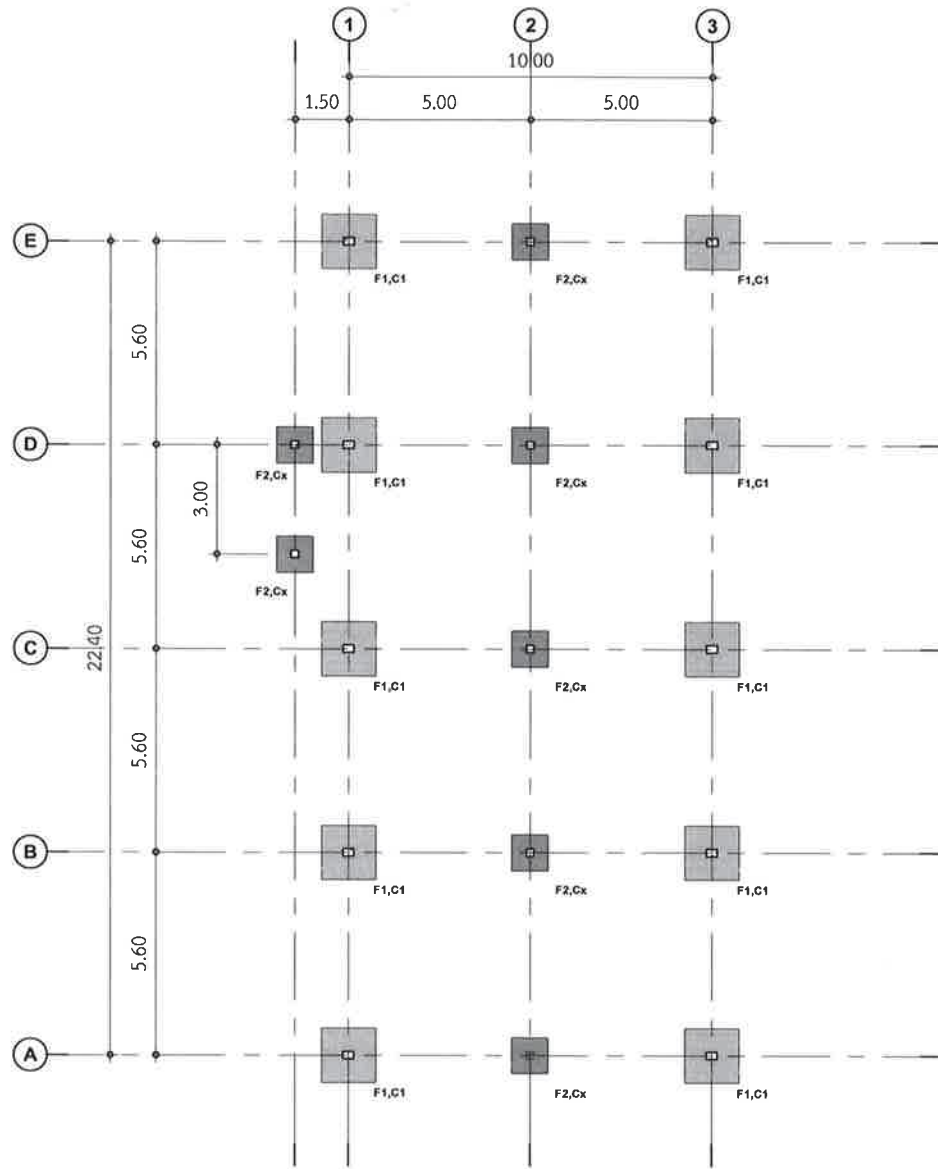 1 2 3
10.00
1.50 5.00 5.00
E
F1,C1 F2,Cx F1,C1
5.60
D
F2,Cx F1,C1 F2,Cx F1,C1
3.00
5.60
F2,Cx
C
F1,C1 F2,Cx F1,C1
22.40
5.60
B
F1,C1 F2,Cx F1,C1
5.60
A
F1,C1 F2,Cx F1,C1